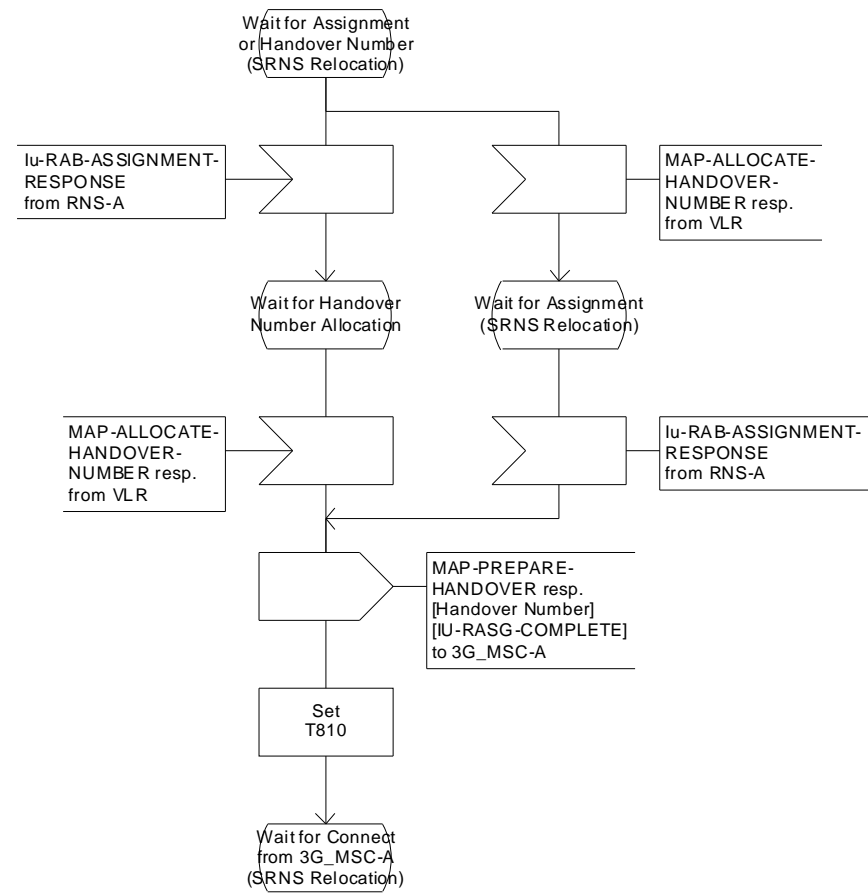 Wait for Assignment
or Handover Number
(SRNS Relocation)
Iu-RAB-ASSIGNMENT-
RESPONSE
from RNS-A
MAP-ALLOCATE-
HANDOVER-
NUMBER resp.
from VLR
Wait for Handover
Number Allocation
Wait for Assignment
(SRNS Relocation)
MAP-ALLOCATE-
HANDOVER-
NUMBER resp.
from VLR
Iu-RAB-ASSIGNMENT-
RESPONSE
from RNS-A
MAP-PREPARE-
HANDOVER resp.
[Handover Number]
[IU-RASG-COMPLETE]
to 3G_MSC-A
Set
T810
Wait for Connect
from 3G_MSC-A
(SRNS Relocation)